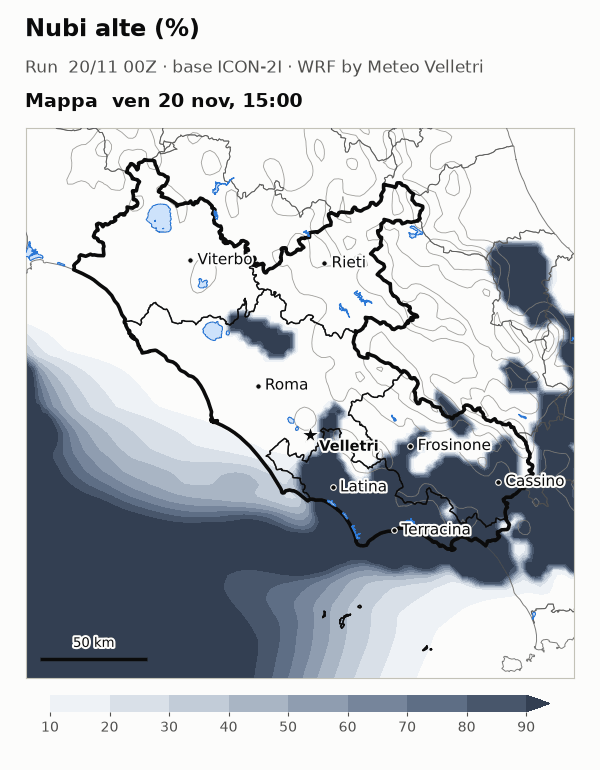 Nubi alte (%)
Run  20/11 00Z · base ICON-2I · WRF by Meteo Velletri
Mappa  ven 20 nov, 15:00
Viterbo
Rieti
Roma
Velletri
Frosinone
Cassino
Latina
Terracina
50 km
10 20 30 40 50 60 70 80 90